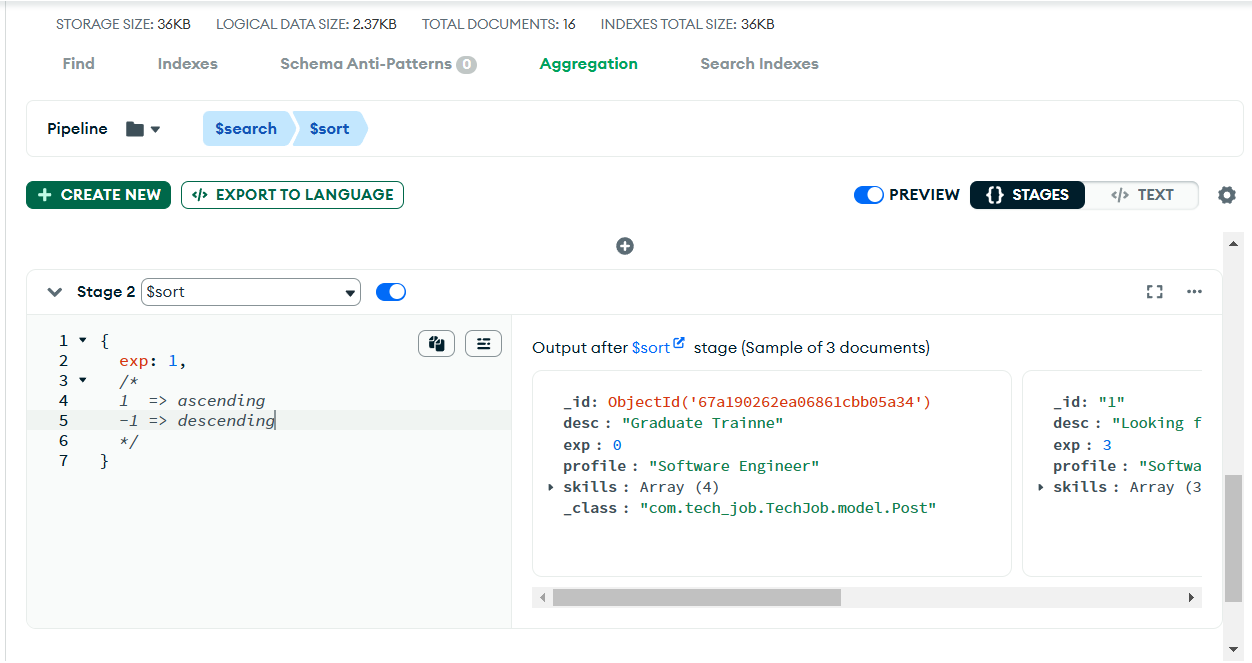 STORAGE SIZE: 36KB LOGICAL DATA SIZE: 2.37KB TOTAL DOCUMENTS: 16 INDEXES TOTAL SIZE: 36KB
Find Indexes Schema Anti-Patterns 0 Aggregation Search Indexes
Pipeline $search $sort
+ CREATE NEW </> EXPORT TO LANGUAGE PREVIEW {} STAGES </> TEXT
Stage 2 $sort
Output after $sort stage (Sample of 3 documents)
1 {
2 exp: 1,
3 /*
4 1 => ascending
5 -1 => descending
6 */
7 }
_id: ObjectId('67a190262ea06861cbb05a34')
desc : "Graduate Trainne"
exp : 0
profile : "Software Engineer"
skills : Array (4)
_class : "com.tech_job.TechJob.model.Post"
_id: "1"
desc : "Looking f
exp : 3
profile : "Softwa
skills : Array (3